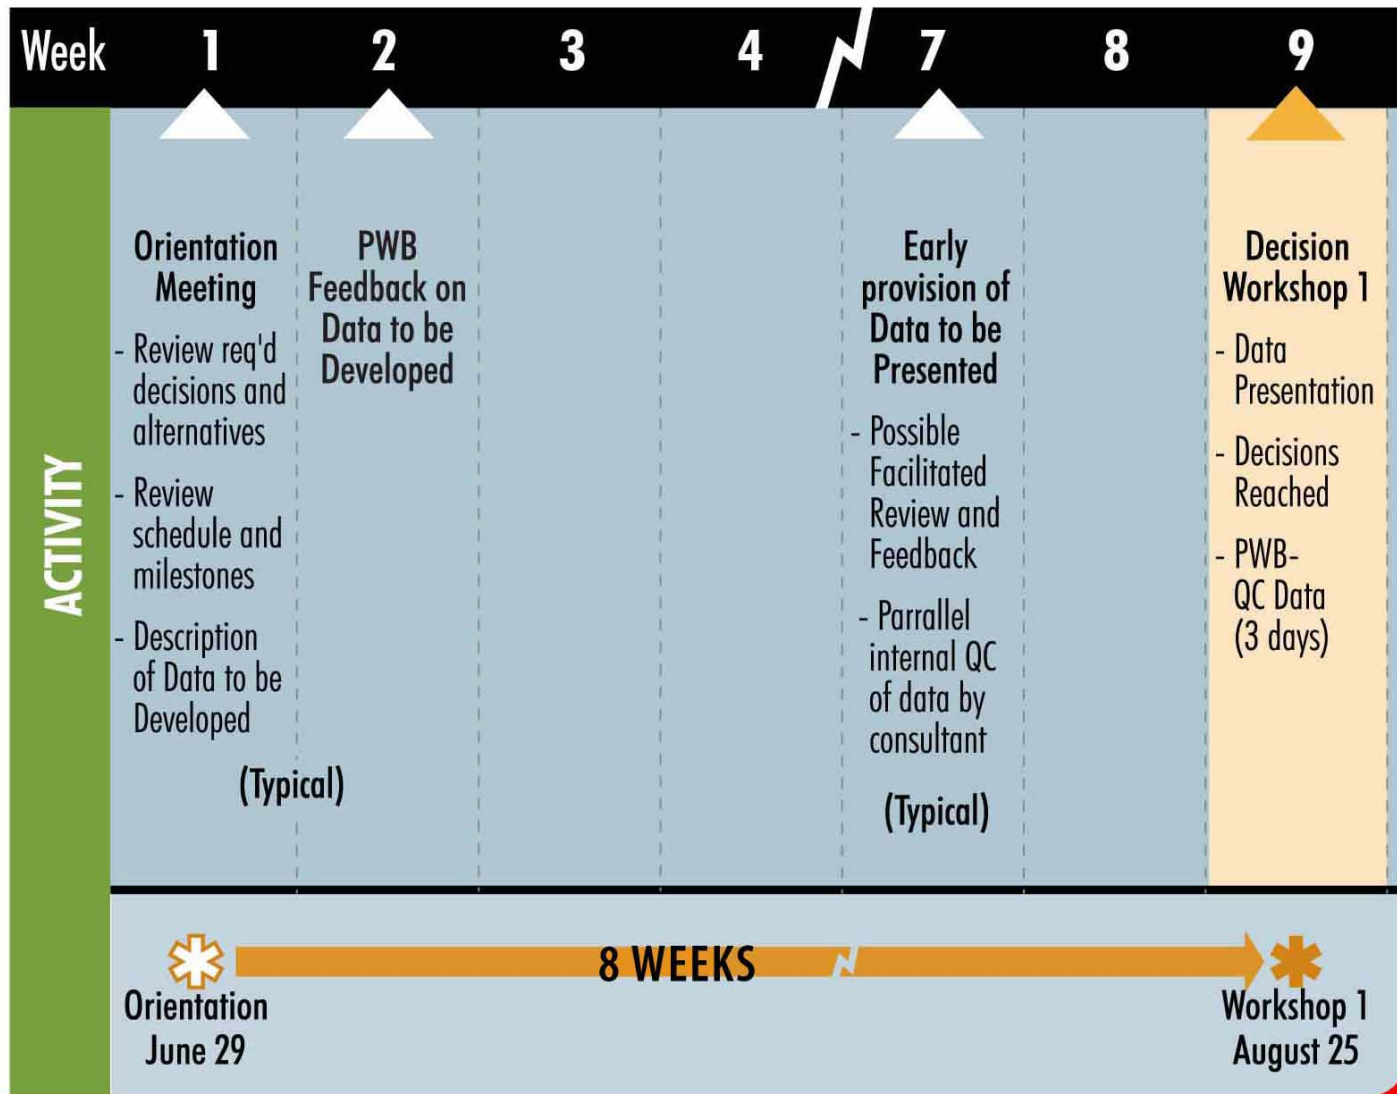 Week 1 2 3 4 7 8 9
ACTIVITY
Orientation
Meeting
- Review req'd
decisions and
alternatives
- Review
schedule and
milestones
- Description
of Data to be
Developed
PWB
Feedback on
Data to be
Developed
(Typical)
Early
provision of
Data to be
Presented
- Possible
Facilitated
Review and
Feedback
- Parrallel
internal QC
of data by
consultant
(Typical)
Decision
Workshop 1
- Data
Presentation
- Decisions
Reached
- PWB-
QC Data
(3 days)
8 WEEKS
Orientation
June 29
Workshop 1
August 25